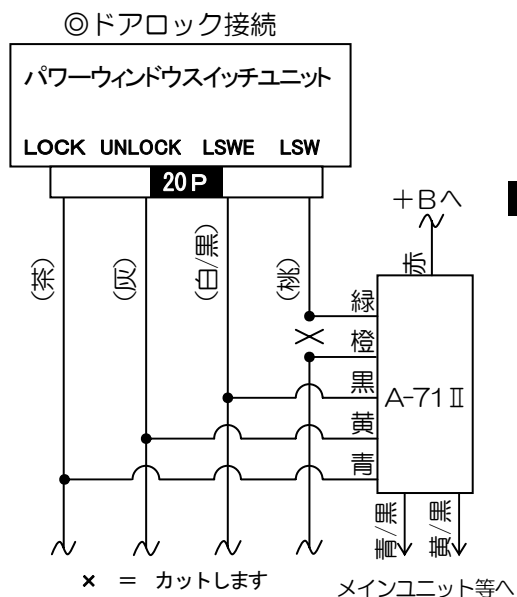 ◎ドアロック接続
パワーウィンドウスイッチユニット
LOCK UNLOCK LSWE LSW
20P
+Bへ
赤
(茶)
(灰)
(白/黒)
(桃)
緑
橙
黒
黄
青
A-71Ⅱ
青/黒
黄/黒
× = カットします
メインユニット等へ